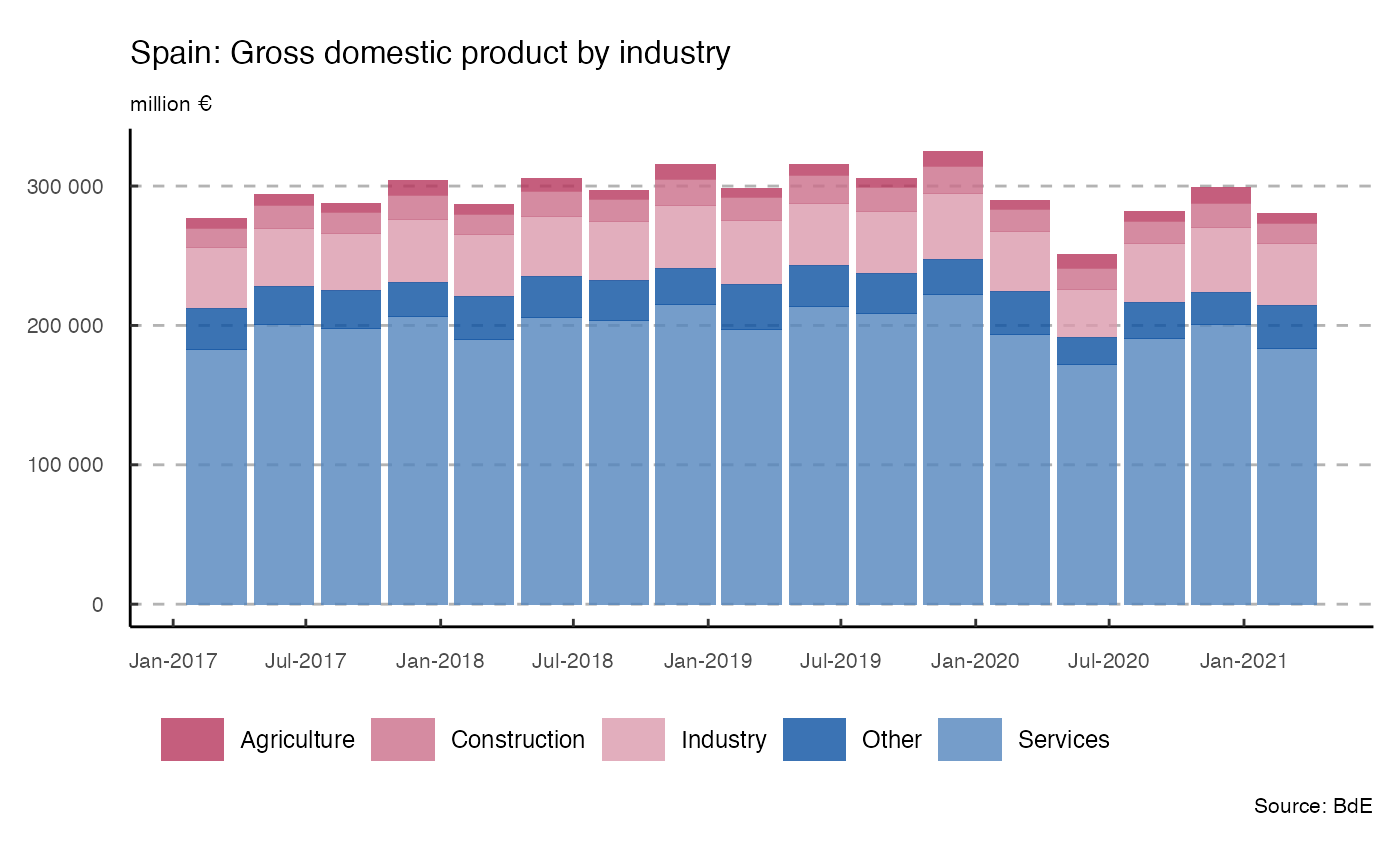 Spain: Gross domestic product by industry
million €
300 000
200 000
100 000
0
Jan-2017 Jul-2017 Jan-2018 Jul-2018 Jan-2019 Jul-2019 Jan-2020 Jul-2020 Jan-2021
Agriculture Construction Industry Other Services
Source: BdE